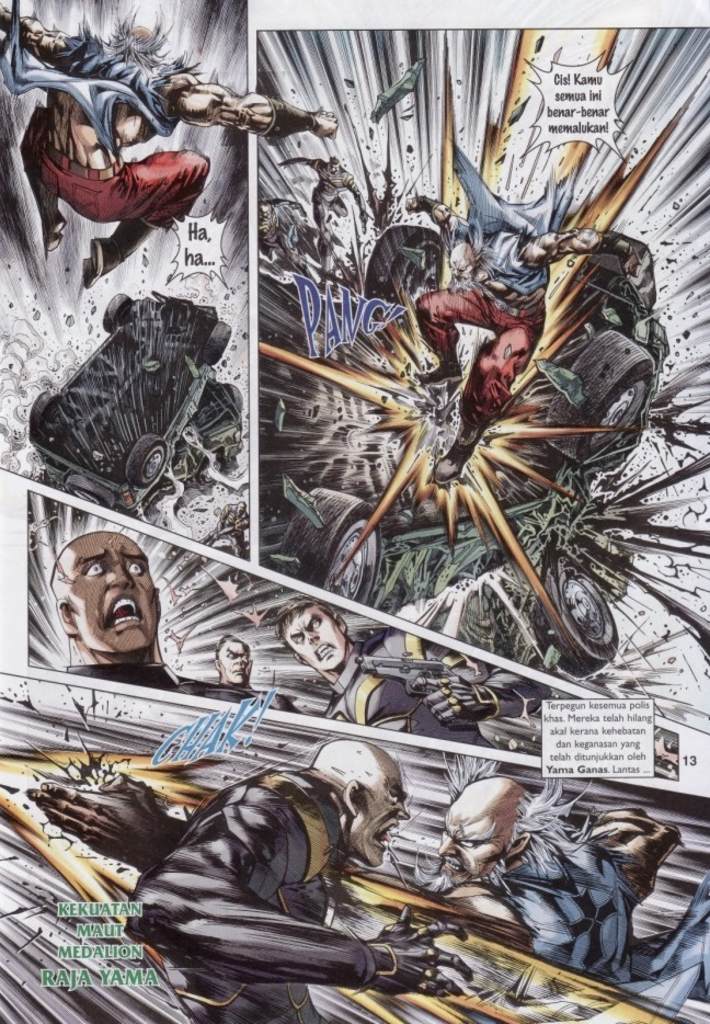 Ha,
ha...
Cis! Kamu
semua ini
benar-benar
memalukan!
PANG
Terpegun kesemua polis
khas. Mereka telah hilang
akal kerana kehebatan
dan keganasan yang
telah ditunjukkan oleh
Yama Ganas. Lantas ...
13
CHAK!
KEKUATAN
MAUT
MEDALION
RAJA YAMA